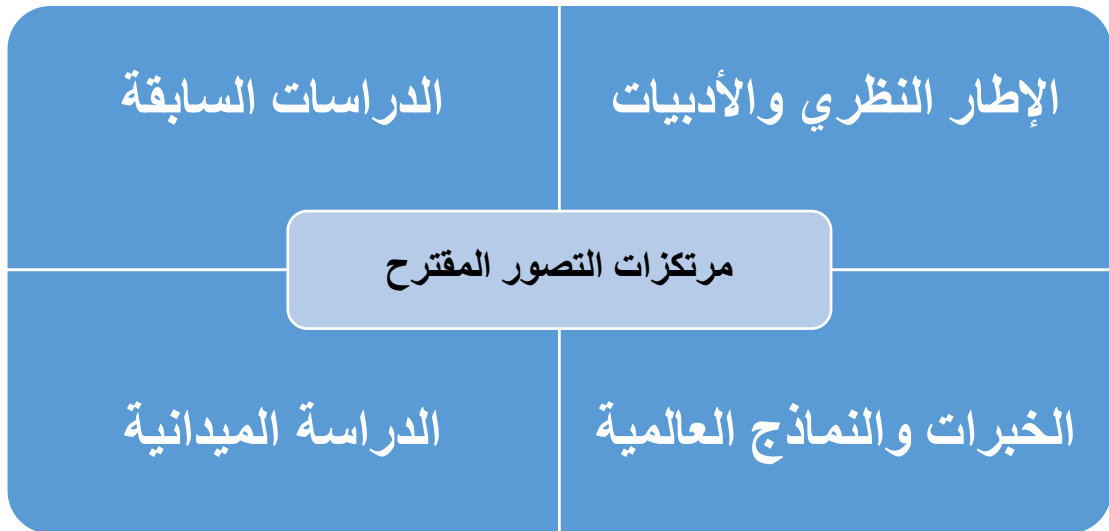 الإطار النظري والأدبيات
الدراسات السابقة
مرتكزات التصور المقترح
الخبرات والنماذج العالمية
الدراسة الميدانية